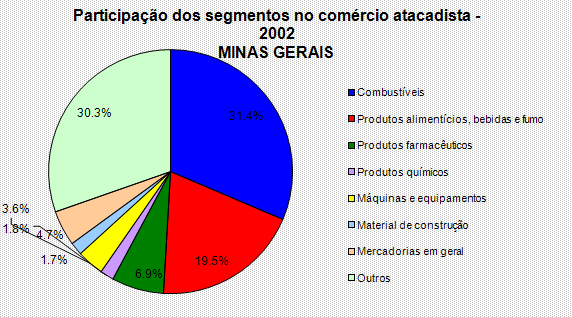 Participação dos segmentos no comércio atacadista -
2002
MINAS GERAIS
31.4%
19.5%
6.9%
1.8%
3.6%
1.7%
4.7%
30.3%
Combustíveis
Produtos alimentícios, bebidas e fumo
Produtos farmacêuticos
Produtos químicos
Máquinas e equipamentos
Material de construção
Mercadorias em geral
Outros